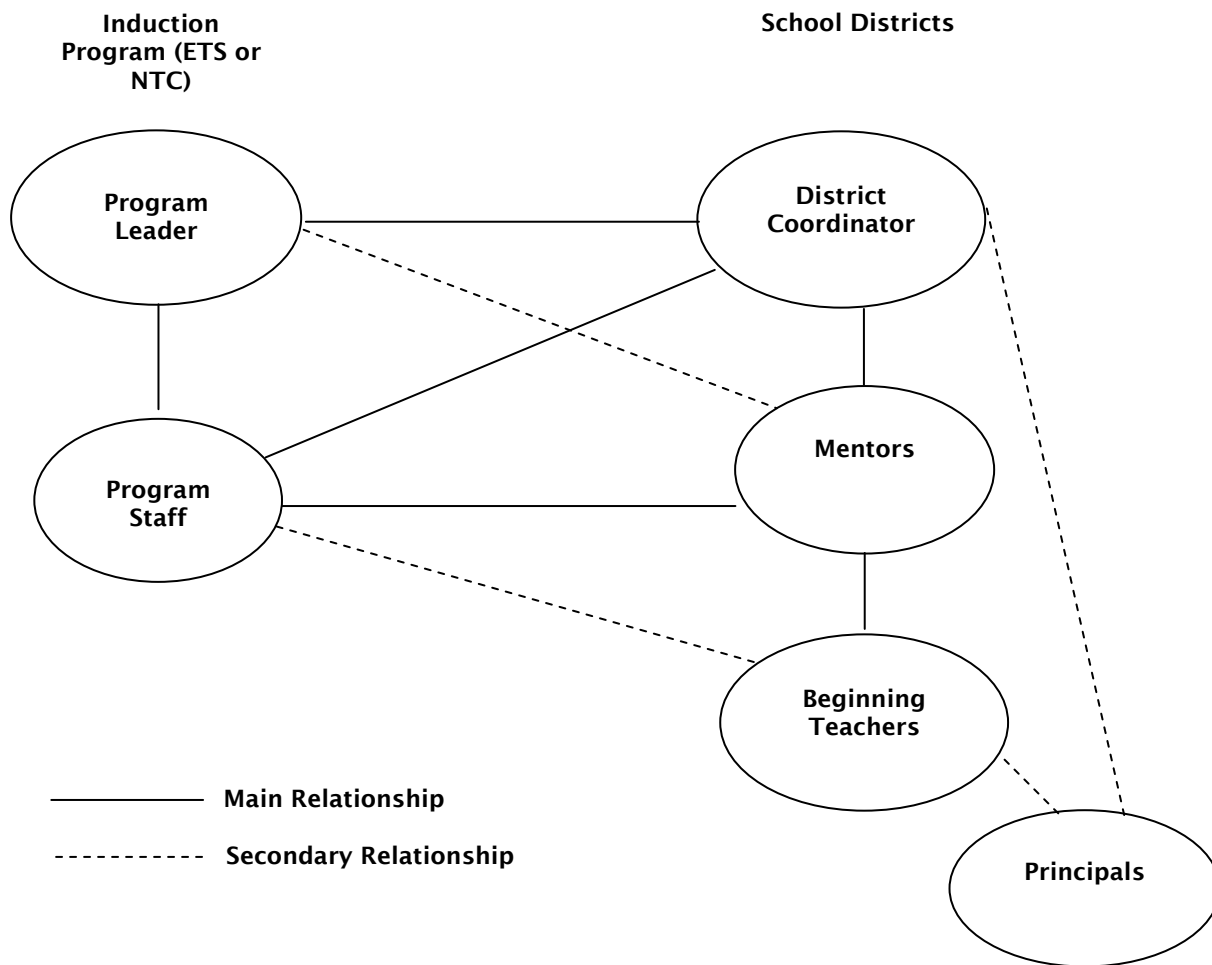 Induction
Program (ETS or
NTC)
School Districts
Program
Leader
District
Coordinator
Mentors
Program
Staff
Beginning
Teachers
Main Relationship
Secondary Relationship
Principals